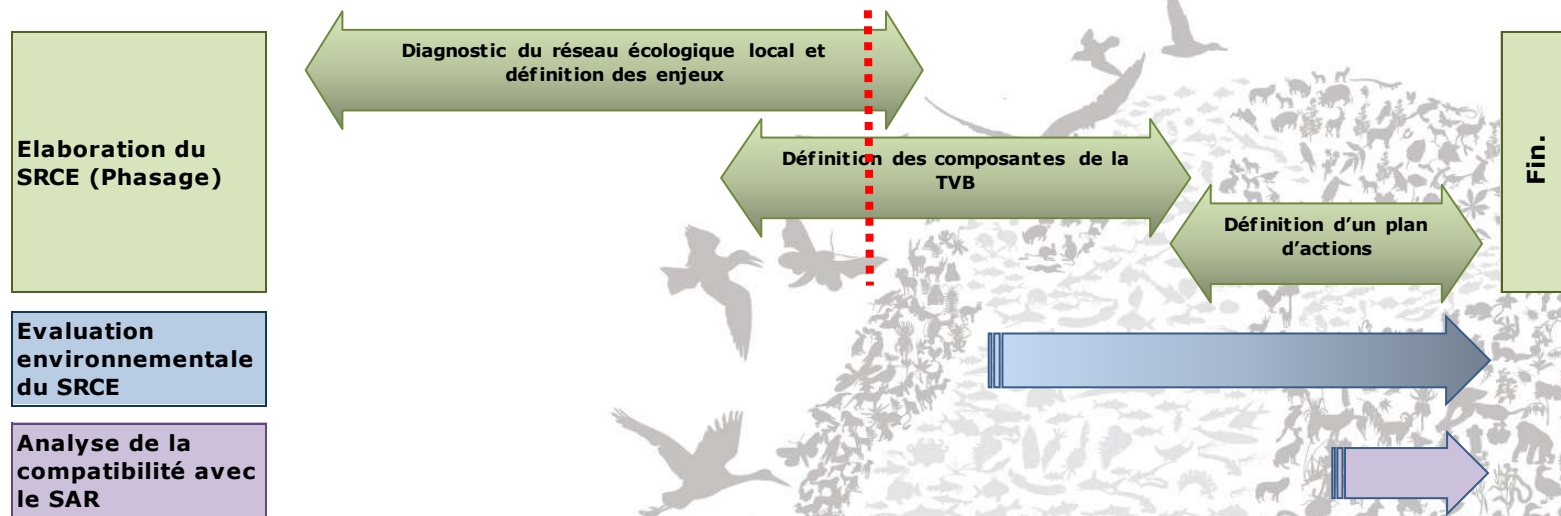 Diagnostic du réseau écologique local et
définition des enjeux
Elaboration du
SRCE (Phasage)
Définition des composantes de la
TVB
Définition d'un plan
d'actions
Fin.
Evaluation
environnementale
du SRCE
Analyse de la
compatibilité avec
le SAR